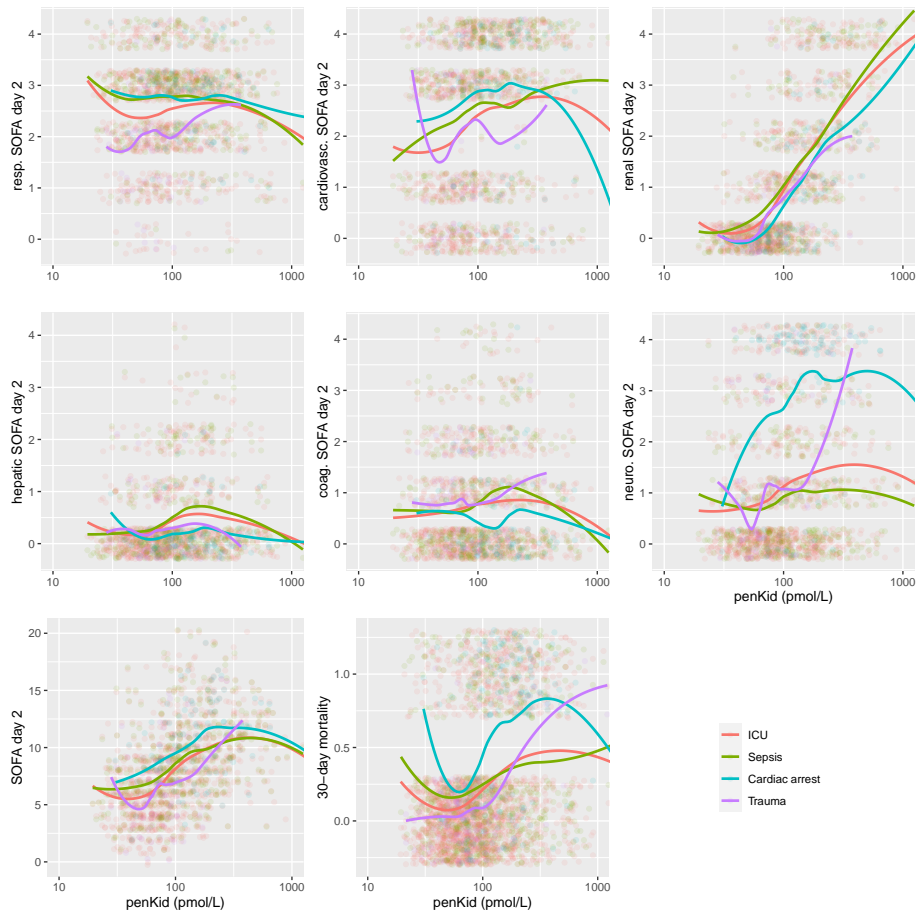 resp. SOFA day 2
4
3
2
1
0
10 100 1000
cardiovasc. SOFA day 2
4
3
2
1
0
10 100 1000
renal SOFA day 2
4
3
2
1
0
10 100 1000
hepatic SOFA day 2
4
3
2
1
0
10 100 1000
coag. SOFA day 2
4
3
2
1
0
10 100 1000
neuro. SOFA day 2
4
3
2
1
0
10 100 1000
penKid (pmol/L)
SOFA day 2
20
15
10
5
0
10 100 1000
penKid (pmol/L)
30−day mortality
1.0
0.5
0.0
10 100 1000
penKid (pmol/L)
ICU
Sepsis
Cardiac arrest
Trauma